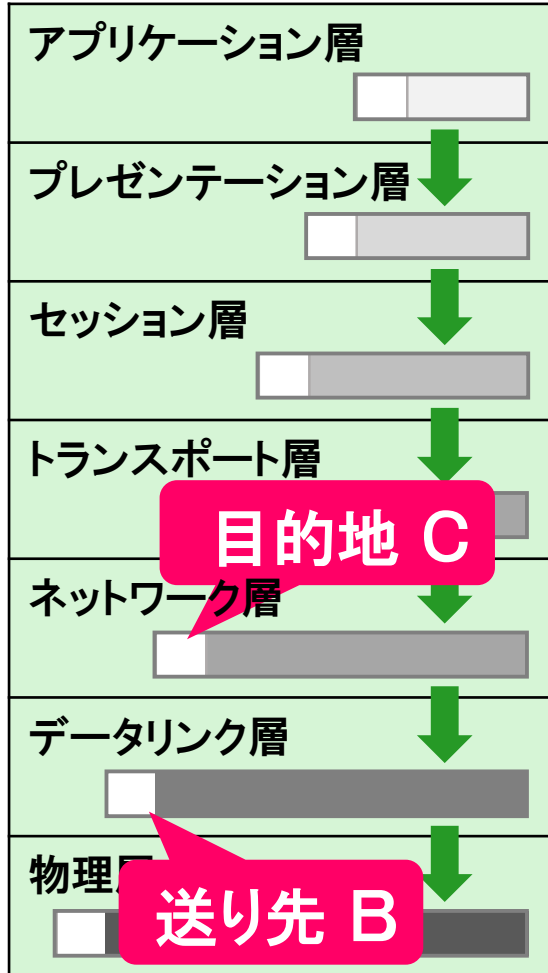 アプリケーション層
プレゼンテーション層
セッション層
トランスポート層
目的地 C
ネットワーク層
データリンク層
物理層
送り先 B